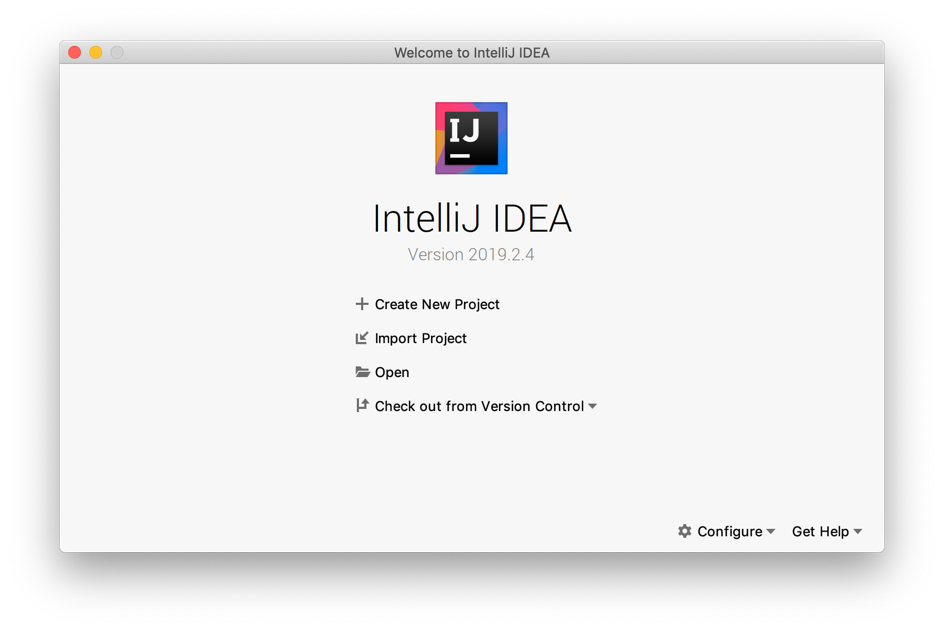 Welcome to IntelliJ IDEA
IJ
IntelliJ IDEA
Version 2019.2.4
Create New Project
Import Project
Open
Check out from Version Control
Configure
Get Help